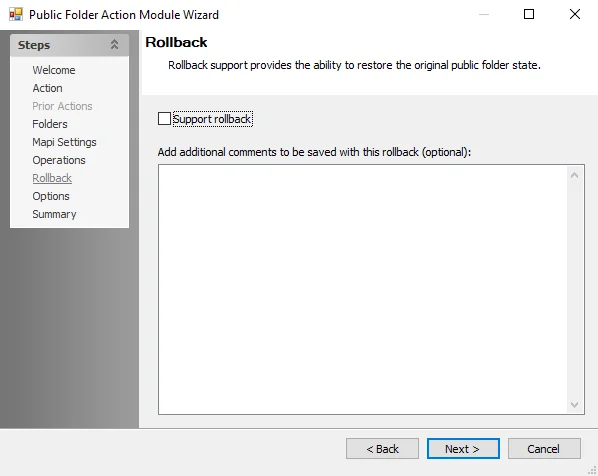 Public Folder Action Module Wizard
Steps
Welcome
Action
Prior Actions
Folders
Mapi Settings
Operations
Rollback
Options
Summary
Rollback
Rollback support provides the ability to restore the original public folder state.
Support rollback
Add additional comments to be saved with this rollback (optional):
< Back
Next >
Cancel